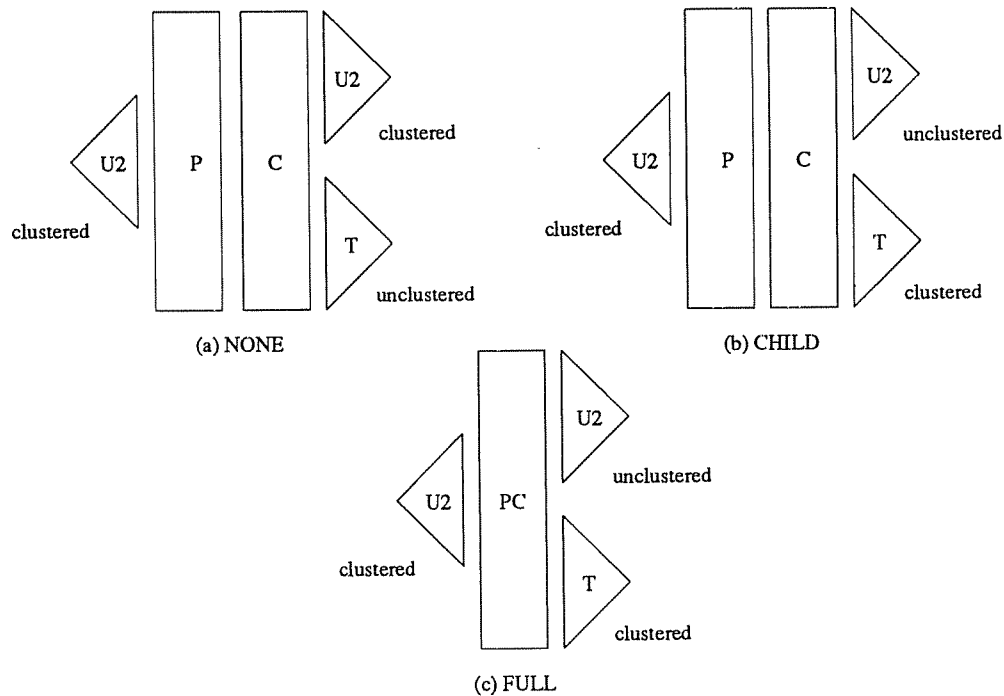 U2
clustered
P
C
U2
clustered
T
unclustered
(a) NONE
U2
clustered
P
C
U2
unclustered
T
clustered
(b) CHILD
U2
clustered
PC
U2
unclustered
T
clustered
(c) FULL